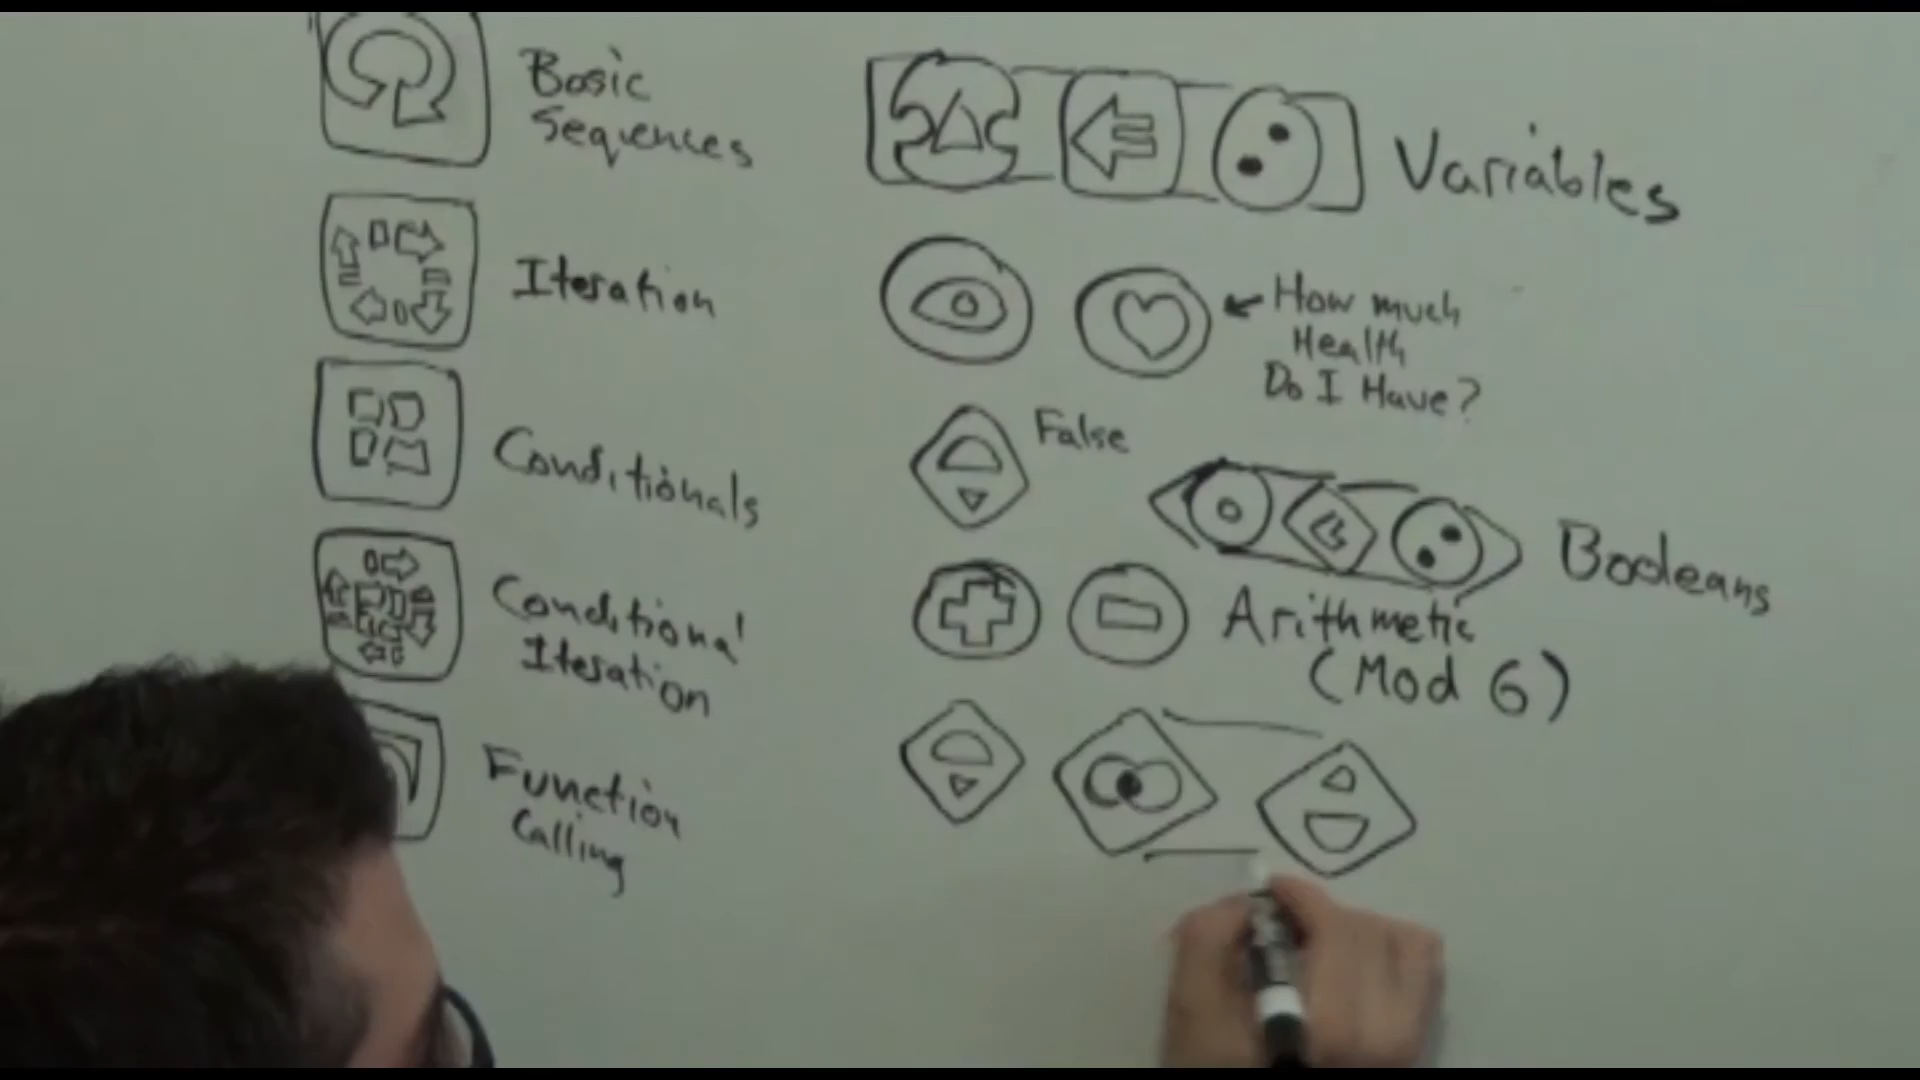 Basic
Sequences
Iteration
Conditionals
Conditional
Iteration
Function
Calling
Variables
How much
Health
Do I Have?
False
Booleans
Arithmetic
(Mod 6)